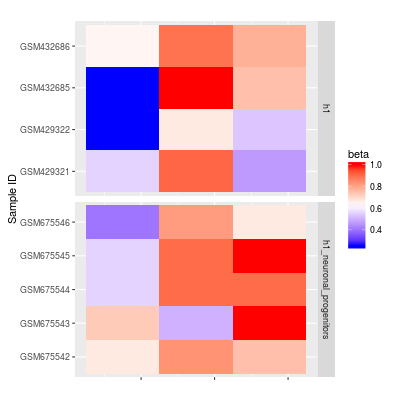 GSM432686
GSM432685
GSM429322
GSM429321
h1
GSM675546
GSM675545
GSM675544
GSM675543
GSM675542
h1_neuronal_progenitors
Sample ID
beta
1.0
0.8
0.6
0.4